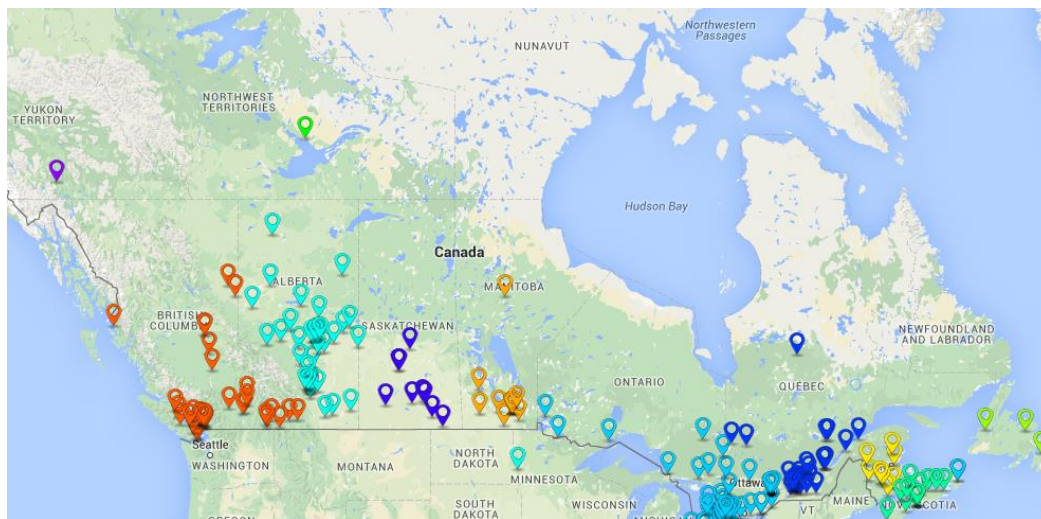 Northwestern
Passages
NUNAVUT
YUKON
TERRITORY
NORTHWEST
TERRITORIES
Hudson Bay
Canada
ALBERTA
MANITOBA
BRITISH
COLUMB
SASKATCHEWAN
NEWFOUNDLAND
AND LABRADOR
ONTARIO
QUÉBEC
Seattle
WASHINGTON
MONTANA
NORTH
DAKOTA
MINNESOTA
Ottawa
SOUTH
DAKOTA
WISCONSIN
VT
MAINE